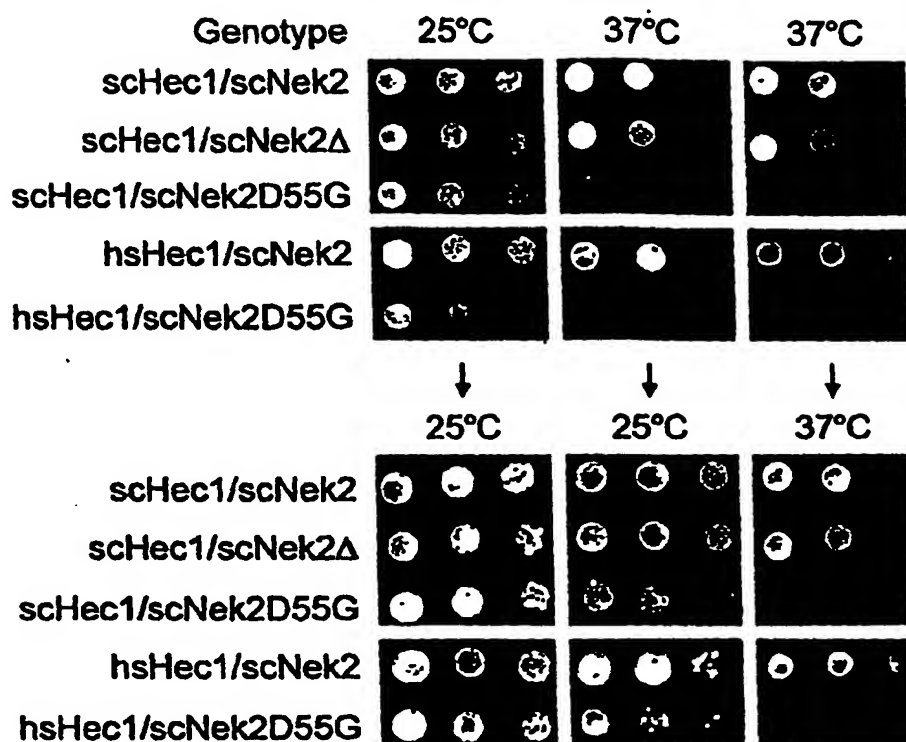 Genotype 25°C 37°C 37°C
scHec1/scNek2
scHec1/scNek2Δ
scHec1/scNek2D55G
hsHec1/scNek2
hsHec1/scNek2D55G
25°C 25°C 37°C
scHec1/scNek2
scHec1/scNek2Δ
scHec1/scNek2D55G
hsHec1/scNek2
hsHec1/scNek2D55G